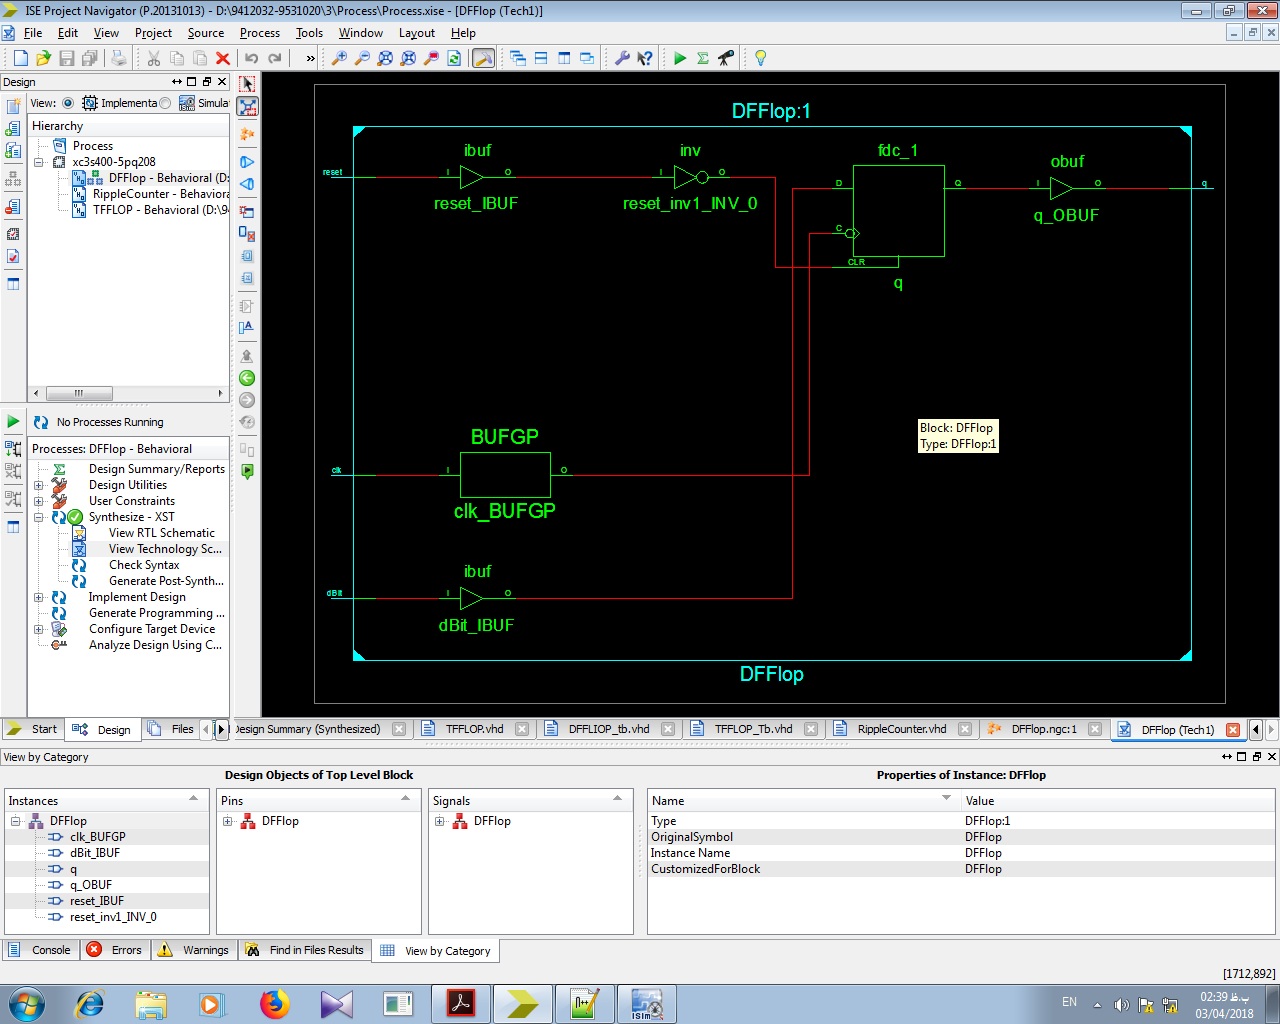 ISE Project Navigator (P.20131013) - D:\9412032-9531020\3\Process\Process.xise - [DFFlop (Tech1)]
File Edit View Project Source Process Tools Window Layout Help
Design
View: Implementa Simulat
Hierarchy
Process
xc3s400-5pq208
DFFlop - Behavioral (D:
RippleCounter - Behaviora
TFFLOP - Behavioral (D:\9
No Processes Running
Processes: DFFlop - Behavioral
Design Summary/Reports
Design Utilities
User Constraints
Synthesize - XST
View RTL Schematic
View Technology Sc...
Check Syntax
Generate Post-Synth...
Implement Design
Generate Programming ...
Configure Target Device
Analyze Design Using C...
Start Design Files
DFFlop:1
ibuf inv fdc_1 obuf
reset I O I O D Q I O q
reset_IBUF reset_inv1_INV_0 q_OBUF
C
CLR
q
Block: DFFlop
Type: DFFlop:1
BUFGP
clk I O
clk_BUFGP
ibuf
dBit I O
dBit_IBUF
DFFlop
Design Summary (Synthesized) TFFLOP.vhd DFFLIOP_tb.vhd TFFLOP_Tb.vhd RippleCounter.vhd DFFlop.ngc:1 DFFlop (Tech1)
View by Category
Design Objects of Top Level Block Properties of Instance: DFFlop
Instances Pins Signals Name Value
DFFlop DFFlop DFFlop Type DFFlop:1
clk_BUFGP OriginalSymbol DFFlop
dBit_IBUF Instance Name DFFlop
q CustomizedForBlock DFFlop
q_OBUF
reset_IBUF
reset_inv1_INV_0
Console Errors Warnings Find in Files Results View by Category
[1712,892]
ISim
EN 02:39 ب.ظ
03/04/2018